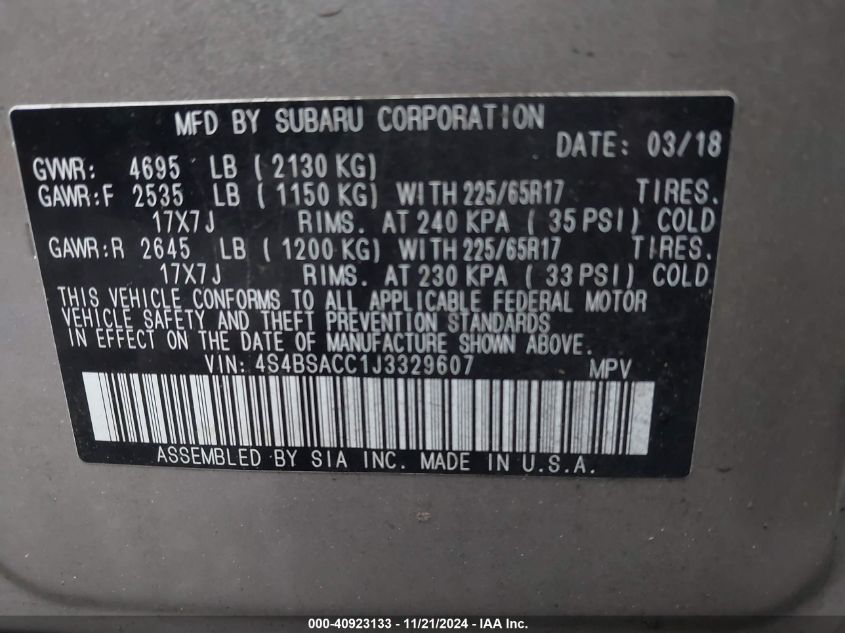 MFD BY SUBARU CORPORATION
DATE: 03/18
GVWR: 4695 LB ( 2130 KG)
GAWR:F 2535 LB ( 1150 KG) WITH 225/65R17 TIRES.
17X7J RIMS. AT 240 KPA ( 35 PSI) COLD
GAWR:R 2645 LB ( 1200 KG) WITH 225/65R17 TIRES.
17X7J RIMS. AT 230 KPA ( 33 PSI) COLD
THIS VEHICLE CONFORMS TO ALL APPLICABLE FEDERAL MOTOR
VEHICLE SAFETY AND THEFT PREVENTION STANDARDS
IN EFFECT ON THE DATE OF MANUFACTURE SHOWN ABOVE.
VIN: 4S4BSACC1J3329607 MPV
ASSEMBLED BY SIA INC. MADE IN U.S.A.
000-40923133 - 11/21/2024 - IAA Inc.